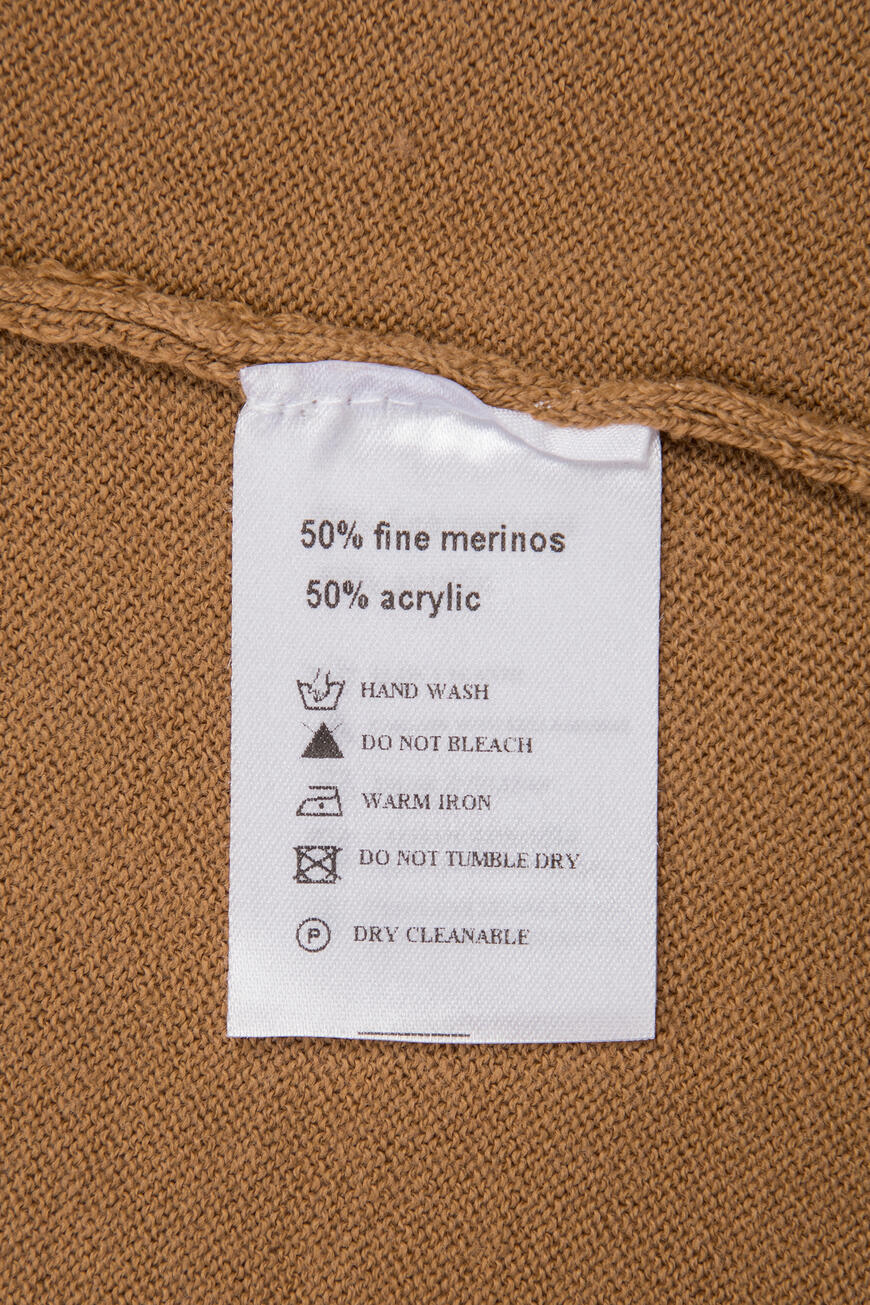 50% fine merinos
50% acrylic
HAND WASH
DO NOT BLEACH
WARM IRON
DO NOT TUMBLE DRY
P DRY CLEANABLE